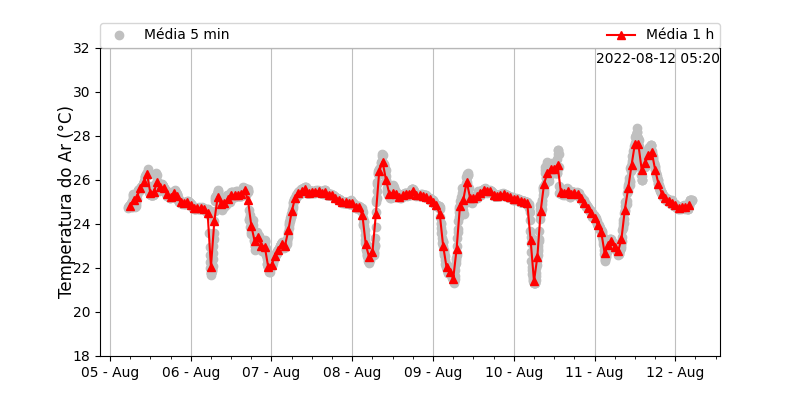 Média 5 min
Média 1 h
2022-08-12 05:20
Temperatura do Ar (°C)
32
30
28
26
24
22
20
18
05 - Aug
06 - Aug
07 - Aug
08 - Aug
09 - Aug
10 - Aug
11 - Aug
12 - Aug